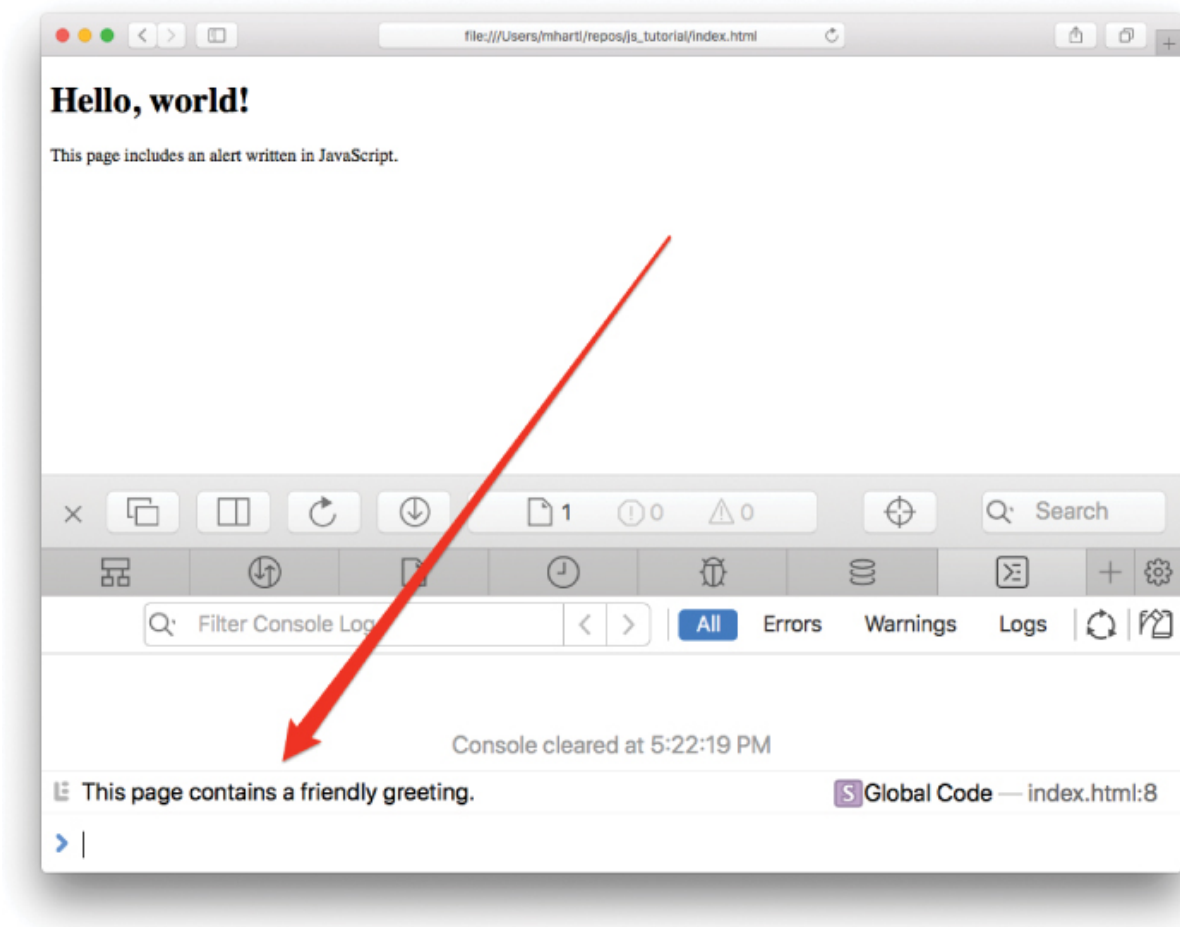 file:///Users/mhartl/repos/js_tutorial/index.html
Hello, world!
This page includes an alert written in JavaScript.
1 0 0 Search
Filter Console Log All Errors Warnings Logs
Console cleared at 5:22:19 PM
This page contains a friendly greeting. S Global Code — index.html:8